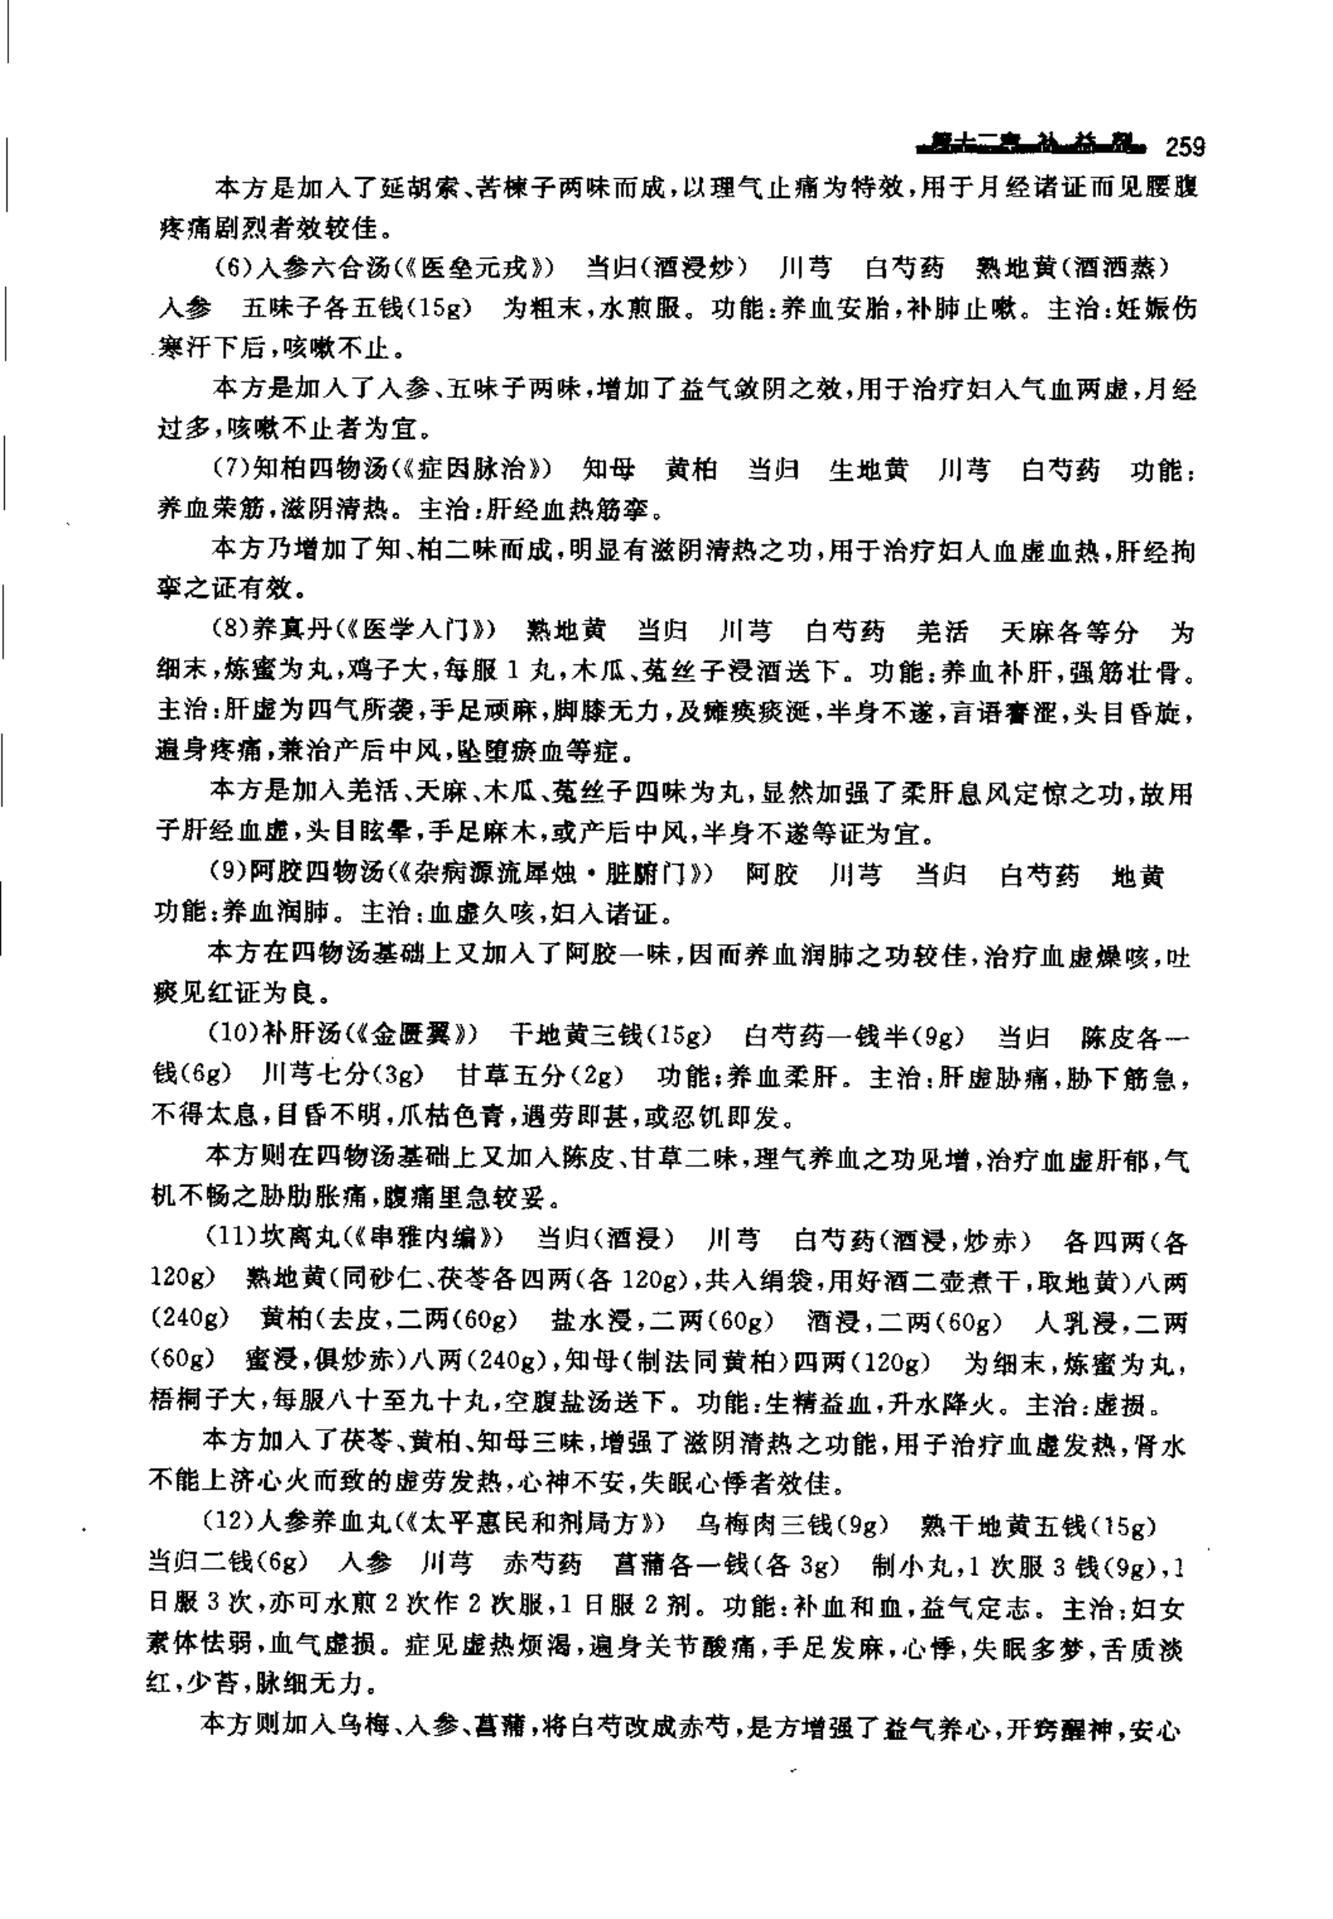 第十二章 补益剂 259
本方是加入了延胡索、苦楝子两味而成,以理气止痛为特效,用于月经诸证而见腰腹
疼痛剧烈者效较佳。
(6)人参六合汤(《医垒元戎》) 当归(酒浸炒) 川芎 白芍药 熟地黄(酒洒蒸)
人参 五味子各五钱(15g) 为粗末,水煎服。功能:养血安胎,补肺止嗽。主治:妊娠伤
寒汗下后,咳嗽不止。
本方是加入了人参、五味子两味,增加了益气敛阴之效,用于治疗妇人气血两虚,月经
过多,咳嗽不止者为宜。
(7)知柏四物汤(《症因脉治》) 知母 黄柏 当归 生地黄 川芎 白芍药 功能:
养血荣筋,滋阴清热。主治:肝经血热筋挛。
本方乃增加了知、柏二味而成,明显有滋阴清热之功,用于治疗妇人血虚血热,肝经拘
挛之证有效。
(8)养真丹(《医学入门》) 熟地黄 当归 川芎 白芍药 羌活 天麻各等分 为
细末,炼蜜为丸,鸡子大,每服1丸,木瓜、菟丝子浸酒送下。功能:养血补肝,强筋壮骨。
主治:肝虚为四气所袭,手足顽麻,脚膝无力,及瘫痪痰涎,半身不遂,言语謇涩,头目昏旋,
遍身疼痛,兼治产后中风,坠堕瘀血等症。
本方是加入羌活、天麻、木瓜、菟丝子四味为丸,显然加强了柔肝息风定惊之功,故用
于肝经血虚,头目眩晕,手足麻木,或产后中风,半身不遂等证为宜。
(9)阿胶四物汤(《杂病源流犀烛·脏腑门》) 阿胶 川芎 当归 白芍药 地黄
功能:养血润肺。主治:血虚久咳,妇人诸证。
本方在四物汤基础上又加入了阿胶一味,因而养血润肺之功较佳,治疗血虚燥咳,吐
痰见红证为良。
(10)补肝汤(《金匮翼》) 干地黄三钱(15g) 白芍药一钱半(9g) 当归 陈皮各一
钱(6g) 川芎七分(3g) 甘草五分(2g) 功能:养血柔肝。主治:肝虚胁痛,胁下筋急,
不得太息,目昏不明,爪枯色青,遇劳即甚,或忍饥即发。
本方则在四物汤基础上又加入陈皮、甘草二味,理气养血之功见增,治疗血虚肝郁,气
机不畅之胁肋胀痛,腹痛里急较妥。
(11)坎离丸(《串雅内编》) 当归(酒浸) 川芎 白芍药(酒浸,炒赤) 各四两(各
120g) 熟地黄(同砂仁、茯苓各四两(各120g),共入绢袋,用好酒二壶煮干,取地黄)八两
(240g) 黄柏(去皮,二两(60g) 盐水浸,二两(60g) 酒浸,二两(60g) 人乳浸,二两
(60g) 蜜浸,俱炒赤)八两(240g),知母(制法同黄柏)四两(120g) 为细末,炼蜜为丸,
梧桐子大,每服八十至九十丸,空腹盐汤送下。功能:生精益血,升水降火。主治:虚损。
本方加入了茯苓、黄柏、知母三味,增强了滋阴清热之功能,用于治疗血虚发热,肾水
不能上济心火而致的虚劳发热,心神不安,失眠心悸者效佳。
(12)人参养血丸(《太平惠民和剂局方》) 乌梅肉三钱(9g) 熟干地黄五钱(15g)
当归二钱(6g) 人参 川芎 赤芍药 菖蒲各一钱(各3g) 制小丸,1次服3钱(9g),1
日服3次,亦可水煎2次作2次服,1日服2剂。功能:补血和血,益气定志。主治:妇女
素体怯弱,血气虚损。症见虚热烦渴,遍身关节酸痛,手足发麻,心悸,失眠多梦,舌质淡
红,少苔,脉细无力。
本方则加入乌梅、人参、菖蒲,将白芍改成赤芍,是方增强了益气养心,开窍醒神,安心